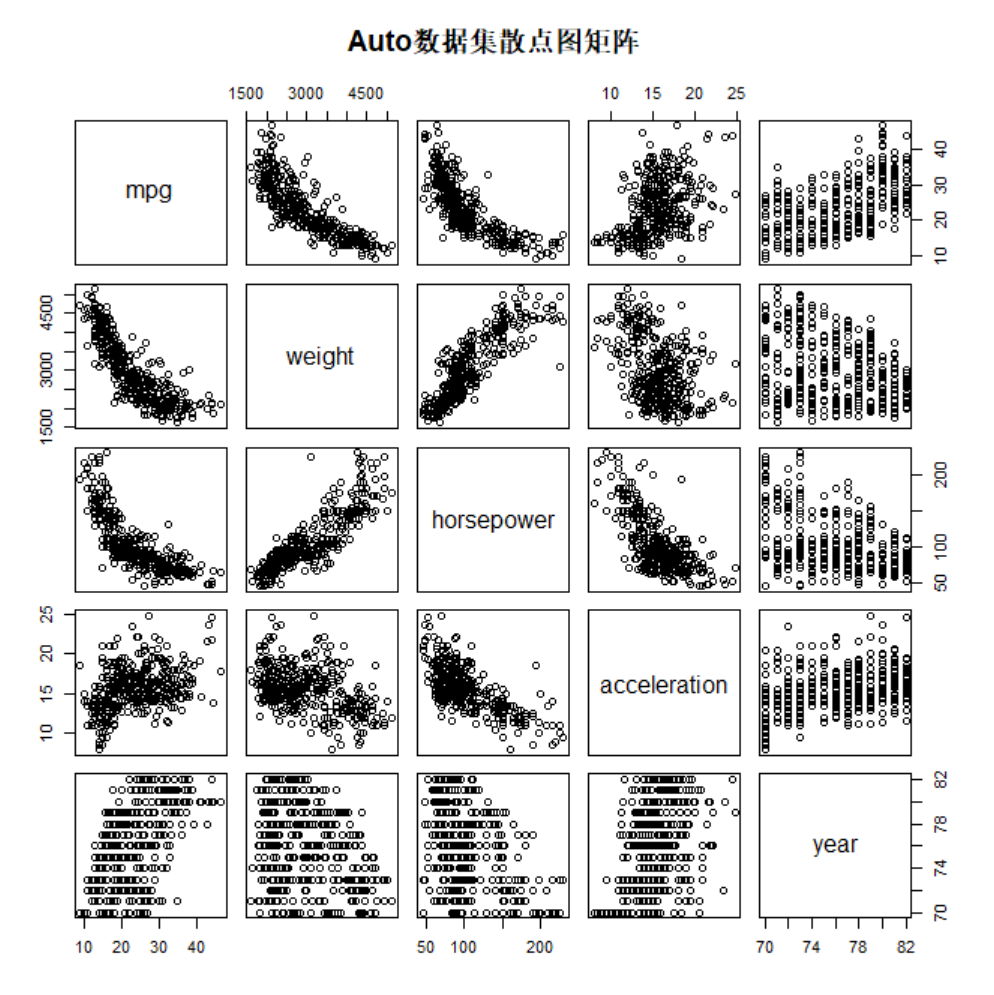 Auto数据集散点图矩阵
1500 3000 4500 10 15 20 25
mpg
10 20 30 40
1500 3000 4500
weight
horsepower
50 100 200
10 15 20 25
acceleration
year
70 74 78 82
10 20 30 40 50 100 200 70 74 78 82